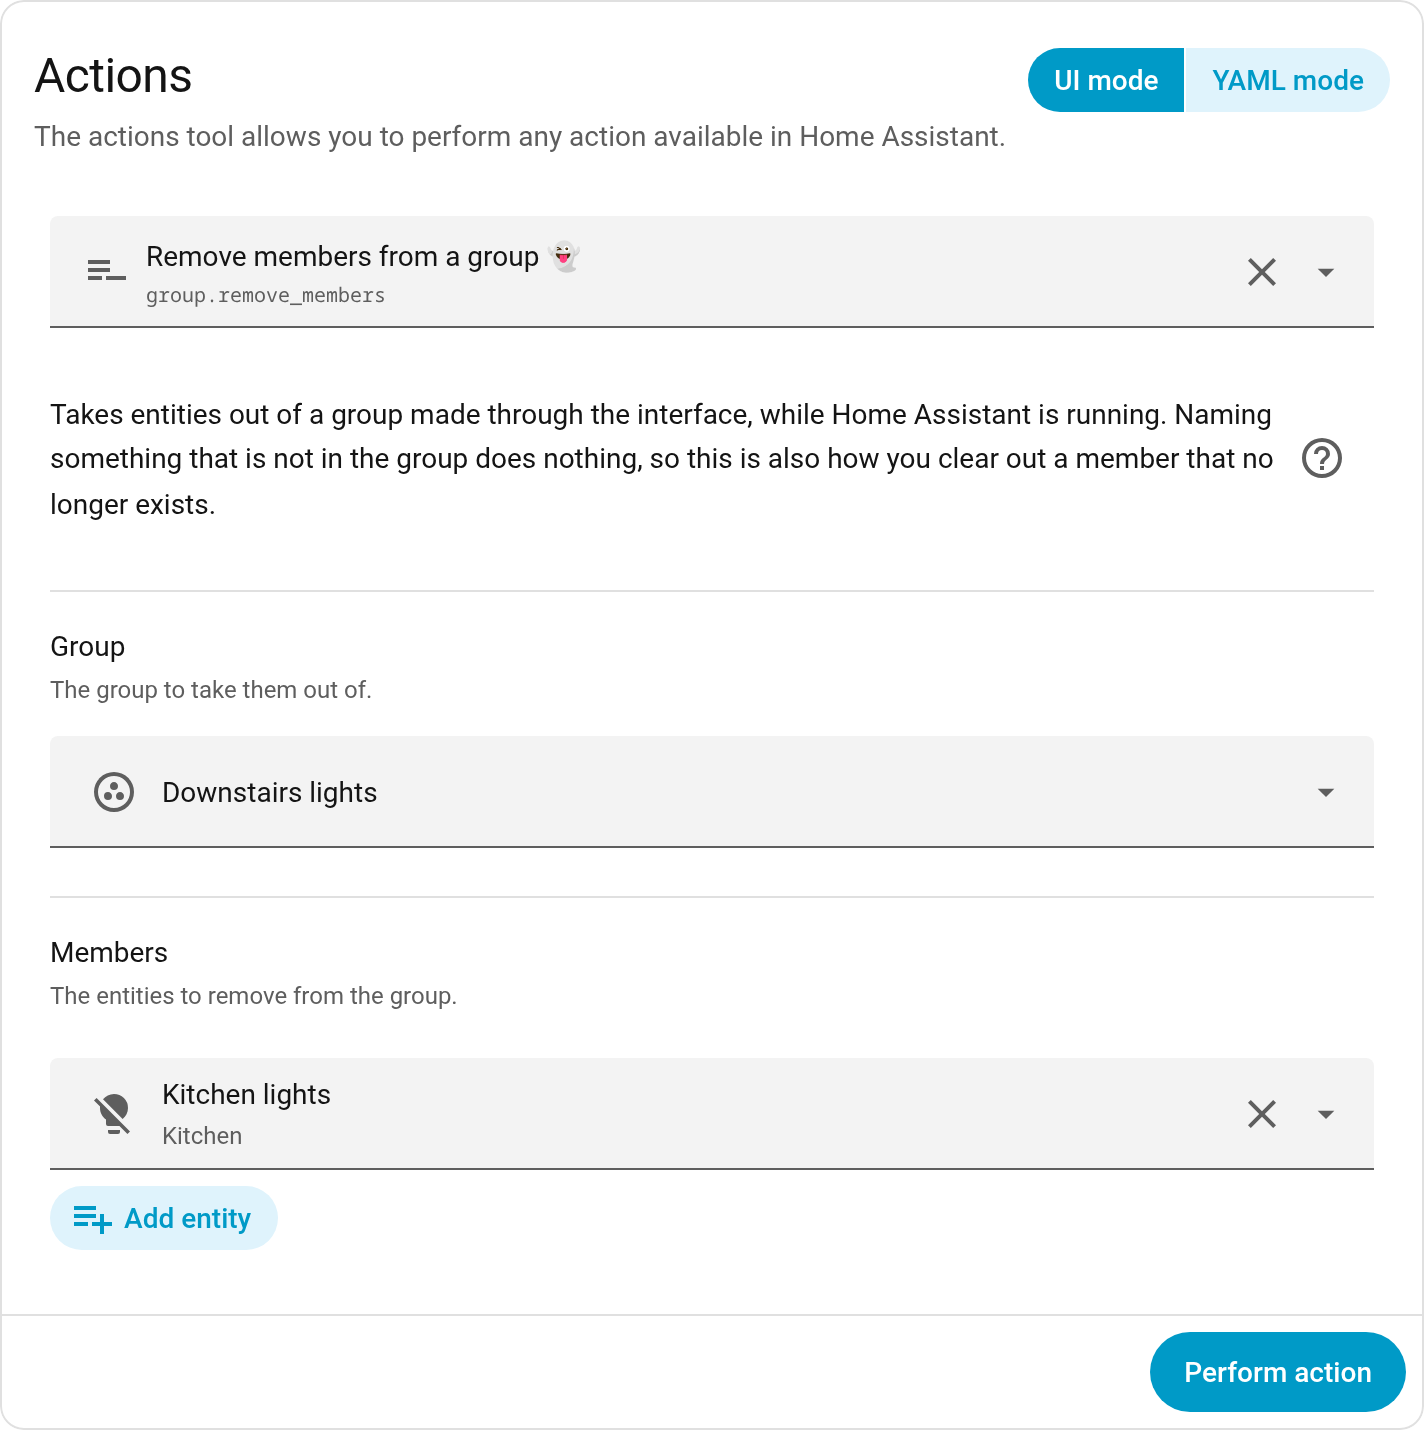 Actions
UI mode
YAML mode
The actions tool allows you to perform any action available in Home Assistant.
Remove members from a group 👻
group.remove_members
Takes entities out of a group made through the interface, while Home Assistant is running. Naming
something that is not in the group does nothing, so this is also how you clear out a member that no
longer exists.
Group
The group to take them out of.
Downstairs lights
Members
The entities to remove from the group.
Kitchen lights
Kitchen
Add entity
Perform action